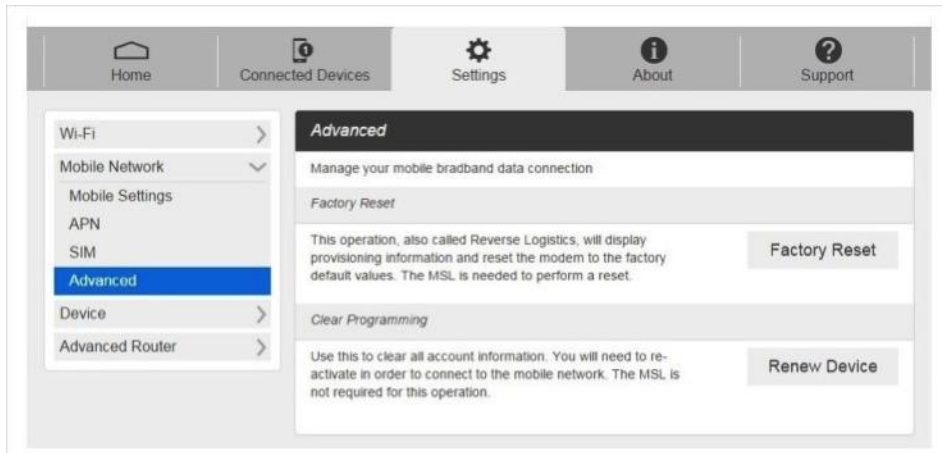 Home
Connected Devices
Settings
About
Support
1
Wi-Fi
Mobile Network
Mobile Settings
APN
SIM
Advanced
Device
Advanced Router
Advanced
Manage your mobile bradband data connection
Factory Reset
This operation, also called Reverse Logistics, will display
provisioning information and reset the modem to the factory
default values. The MSL is needed to perform a reset.
Factory Reset
Clear Programming
Use this to clear all account information. You will need to re-
activate in order to connect to the mobile network. The MSL is
not required for this operation.
Renew Device